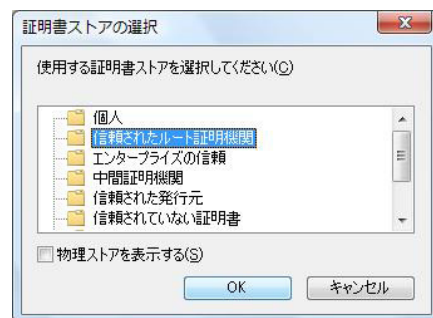 証明書ストアの選択
使用する証明書ストアを選択してください(C)
個人
信頼されたルート証明機関
エンタープライズの信頼
中間証明機関
信頼された発行元
信頼されていない証明書
物理ストアを表示する(S)
OK キャンセル